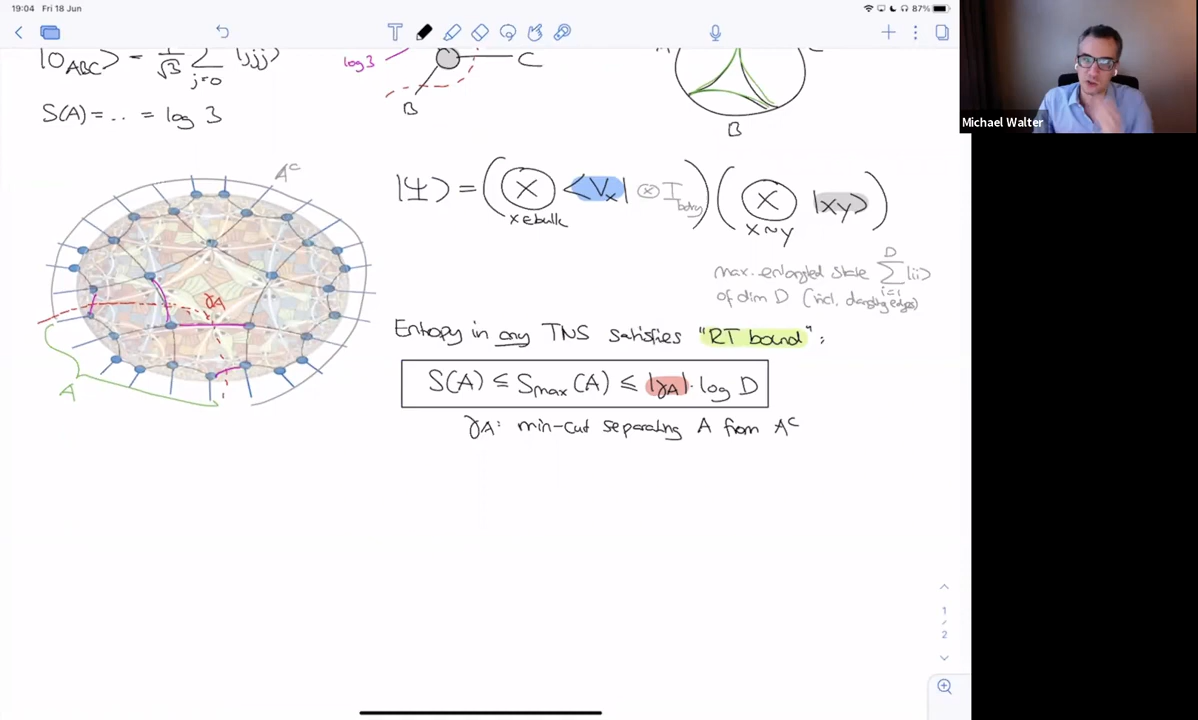 19:04 Fri 18 Jun
87%
|0_ABC⟩ = 1/√3 ∑_{j=0} |jjj⟩
log 3
C
B
S(A) = .. = log 3
B
A^c
|Ψ⟩ = ( ⊗_{x∈bulk} ⟨V_x| ⊗ I_bdry ) ( ⊗_{x~y} |xy⟩ )
max. entangled state ∑_{i=1}^{D} |ii⟩
of dim D (incl. dangling edges)
γ_A
A
Entropy in any TNS satisfies "RT bound":
S(A) ≤ S_max(A) ≤ |γ_A| · log D
γ_A: min-cut separating A from A^c
Michael Walter
1
/
2